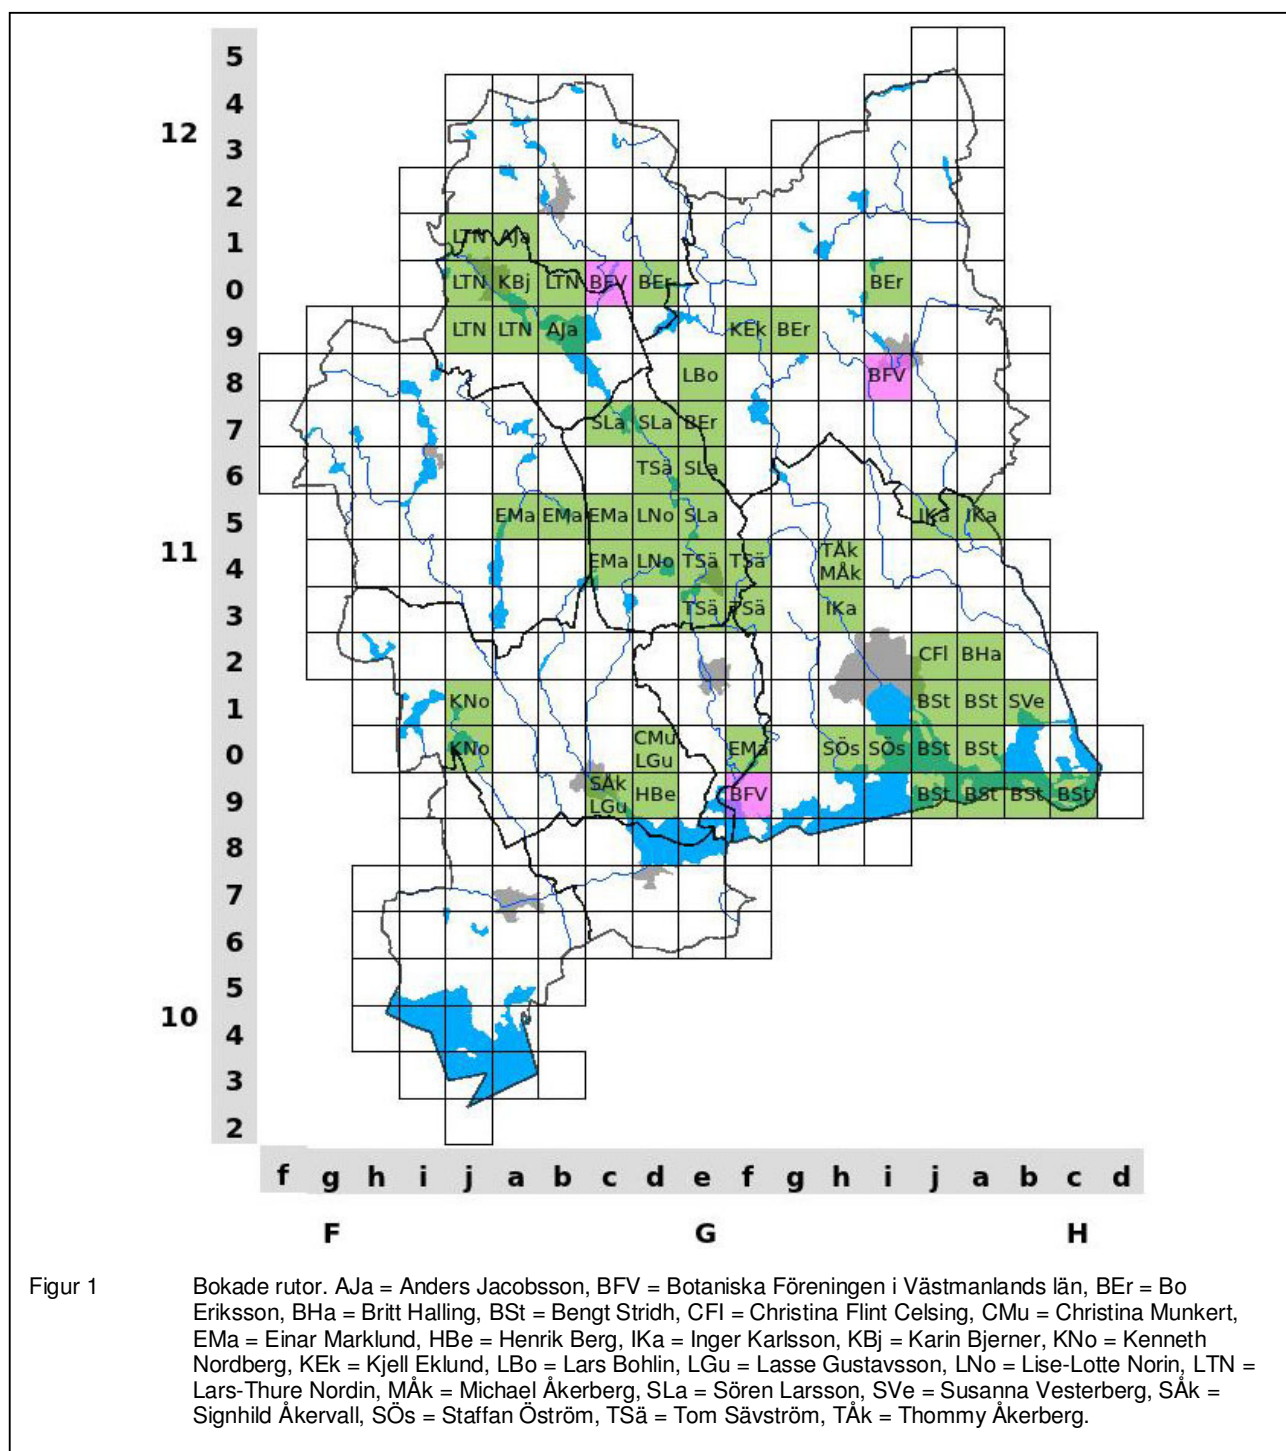 5
4
12
3
2
1
LTN AJa
0
LTN KBj LTN BFV BEr BEr
9
LTN LTN AJa KEk BEr
8
LBo BFV
7
SLa SLa BEr
6
TSä SLa
5
EMa EMa EMa LNo SLa IKa IKa
11
4
EMa LNo TSä TSä TÅk
MÅk
3
TSä TSä IKa
2
CFl BHa
1
KNo BSt BSt SVe
0
KNo CMu
LGu EMa SÖs SÖs BSt BSt
9
SÅk
LGu HBe BFV BSt BSt BSt BSt
8
7
6
5
10
4
3
2
f g h i j a b c d e f g h i j a b c d
F G H
Figur 1 Bokade rutor. AJa = Anders Jacobsson, BFV = Botaniska Föreningen i Västmanlands län, BEr = Bo
Eriksson, BHa = Britt Halling, BSt = Bengt Stridh, CFl = Christina Flint Celsing, CMu = Christina Munkert,
EMa = Einar Marklund, HBe = Henrik Berg, IKa = Inger Karlsson, KBj = Karin Bjerner, KNo = Kenneth
Nordberg, KEk = Kjell Eklund, LBo = Lars Bohlin, LGu = Lasse Gustavsson, LNo = Lise-Lotte Norin, LTN =
Lars-Thure Nordin, MÅk = Michael Åkerberg, SLa = Sören Larsson, SVe = Susanna Vesterberg, SÅk =
Signhild Åkervall, SÖs = Staffan Öström, TSä = Tom Sävström, TÅk = Thommy Åkerberg.